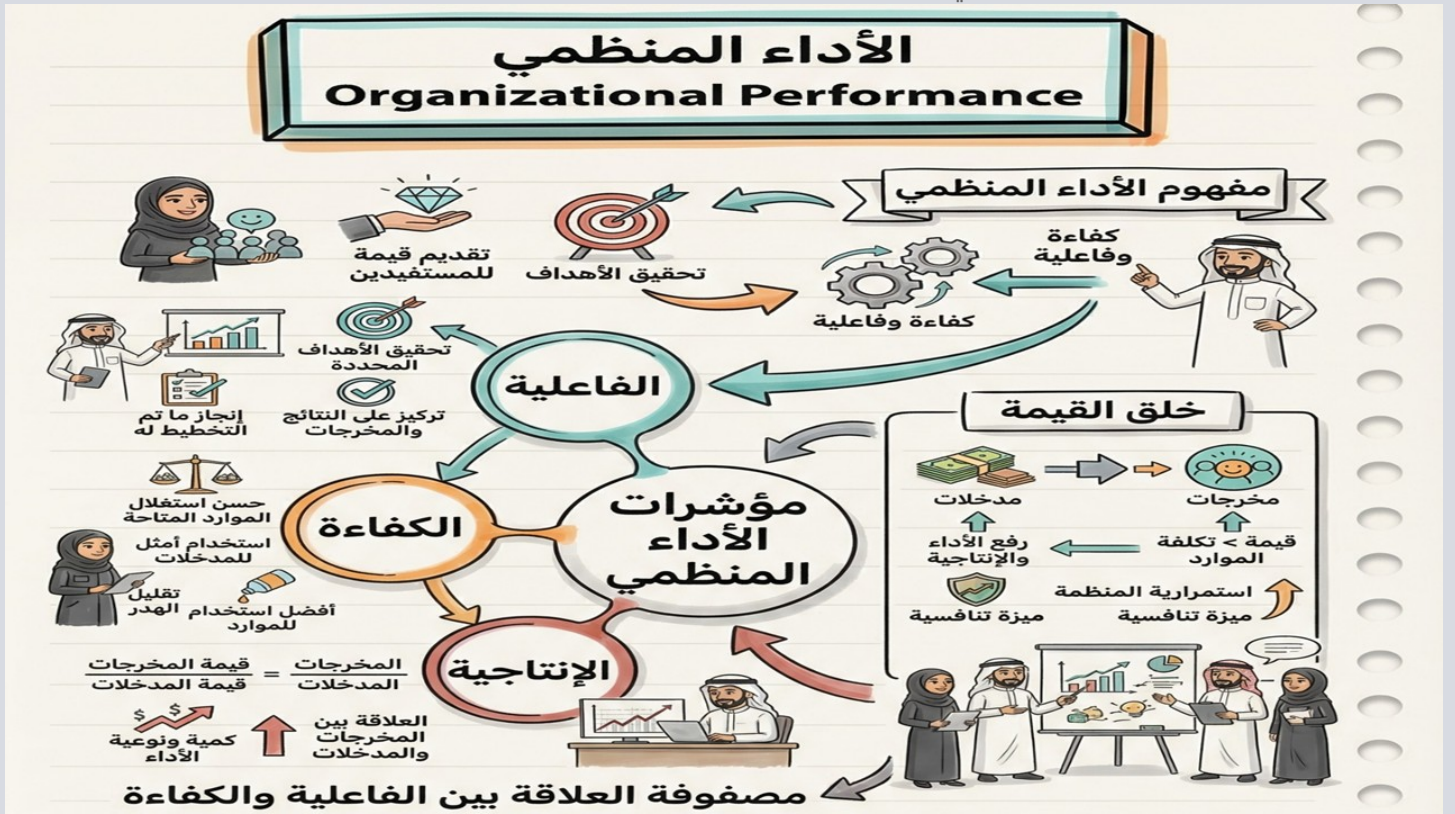 الأداء المنظمي
Organizational Performance
مفهوم الأداء المنظمي
كفاءة
وفاعلية
كفاءة وفاعلية
تحقيق الأهداف
تقديم قيمة
للمستفيدين
الفاعلية
تحقيق الأهداف
المحددة
تركيز على النتائج
والمخرجات
إنجاز ما تم
التخطيط له
مؤشرات
الأداء
المنظمي
الكفاءة
حسن استغلال
الموارد المتاحة
استخدام أمثل
للمدخلات
تقليل
الهدر
أفضل استخدام
للموارد
الإنتاجية
المخرجات
المدخلات
=
قيمة المخرجات
قيمة المدخلات
العلاقة بين
المخرجات
والمدخلات
$ $
كمية ونوعية
الأداء
خلق القيمة
مخرجات
مدخلات
قيمة > تكلفة
الموارد
رفع الأداء
والإنتاجية
استمرارية المنظمة
ميزة تنافسية
ميزة تنافسية
مصفوفة العلاقة بين الفاعلية والكفاءة